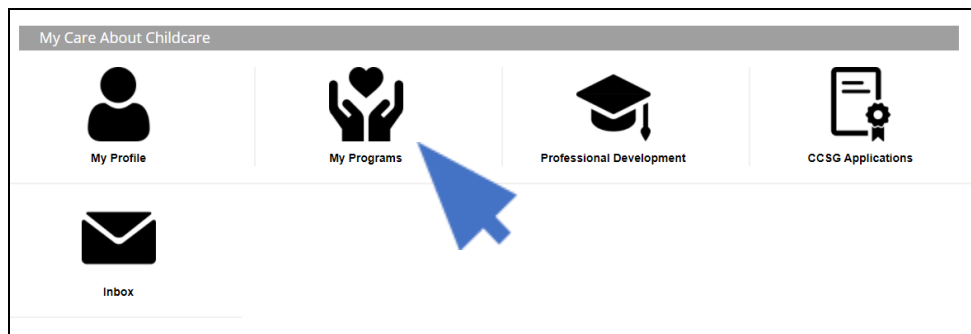 My Care About Childcare
My Profile
My Programs
Professional Development
CCSG Applications
Inbox